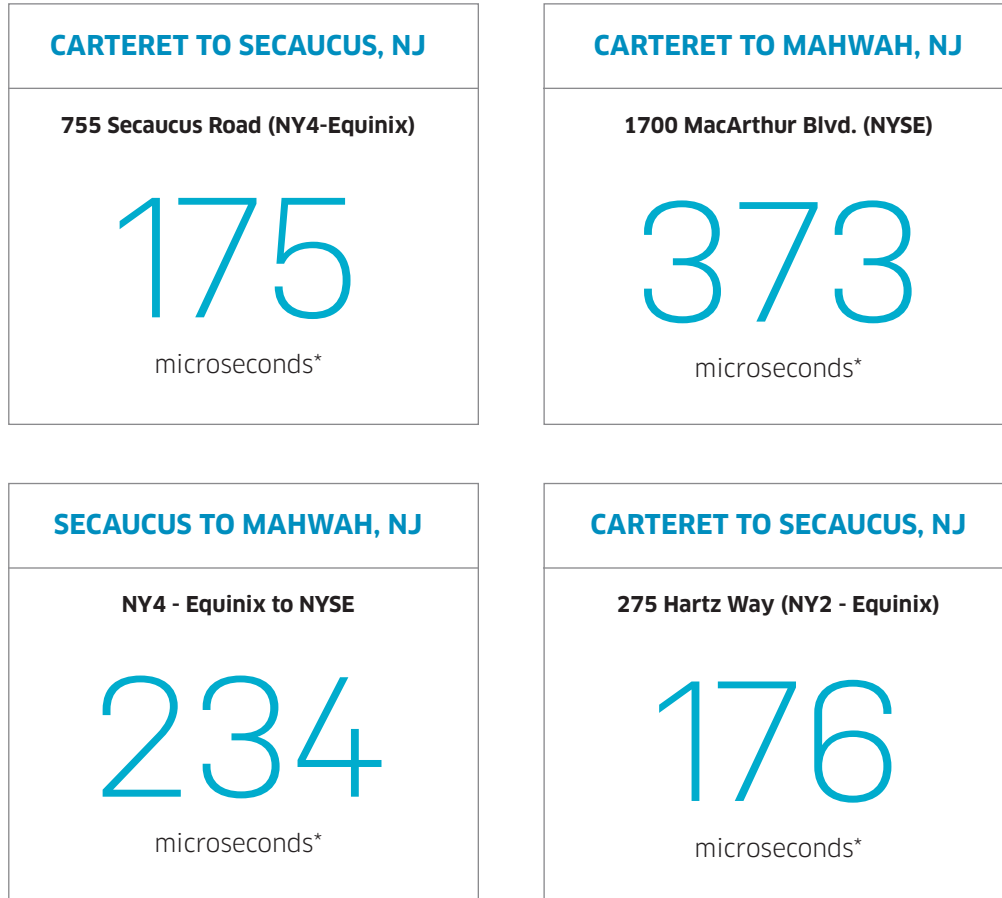 CARTERET TO SECAUCUS, NJ
755 Secaucus Road (NY4-Equinix)
175
microseconds*
CARTERET TO MAHWAH, NJ
1700 MacArthur Blvd. (NYSE)
373
microseconds*
SECAUCUS TO MAHWAH, NJ
NY4 - Equinix to NYSE
234
microseconds*
CARTERET TO SECAUCUS, NJ
275 Hartz Way (NY2 - Equinix)
176
microseconds*